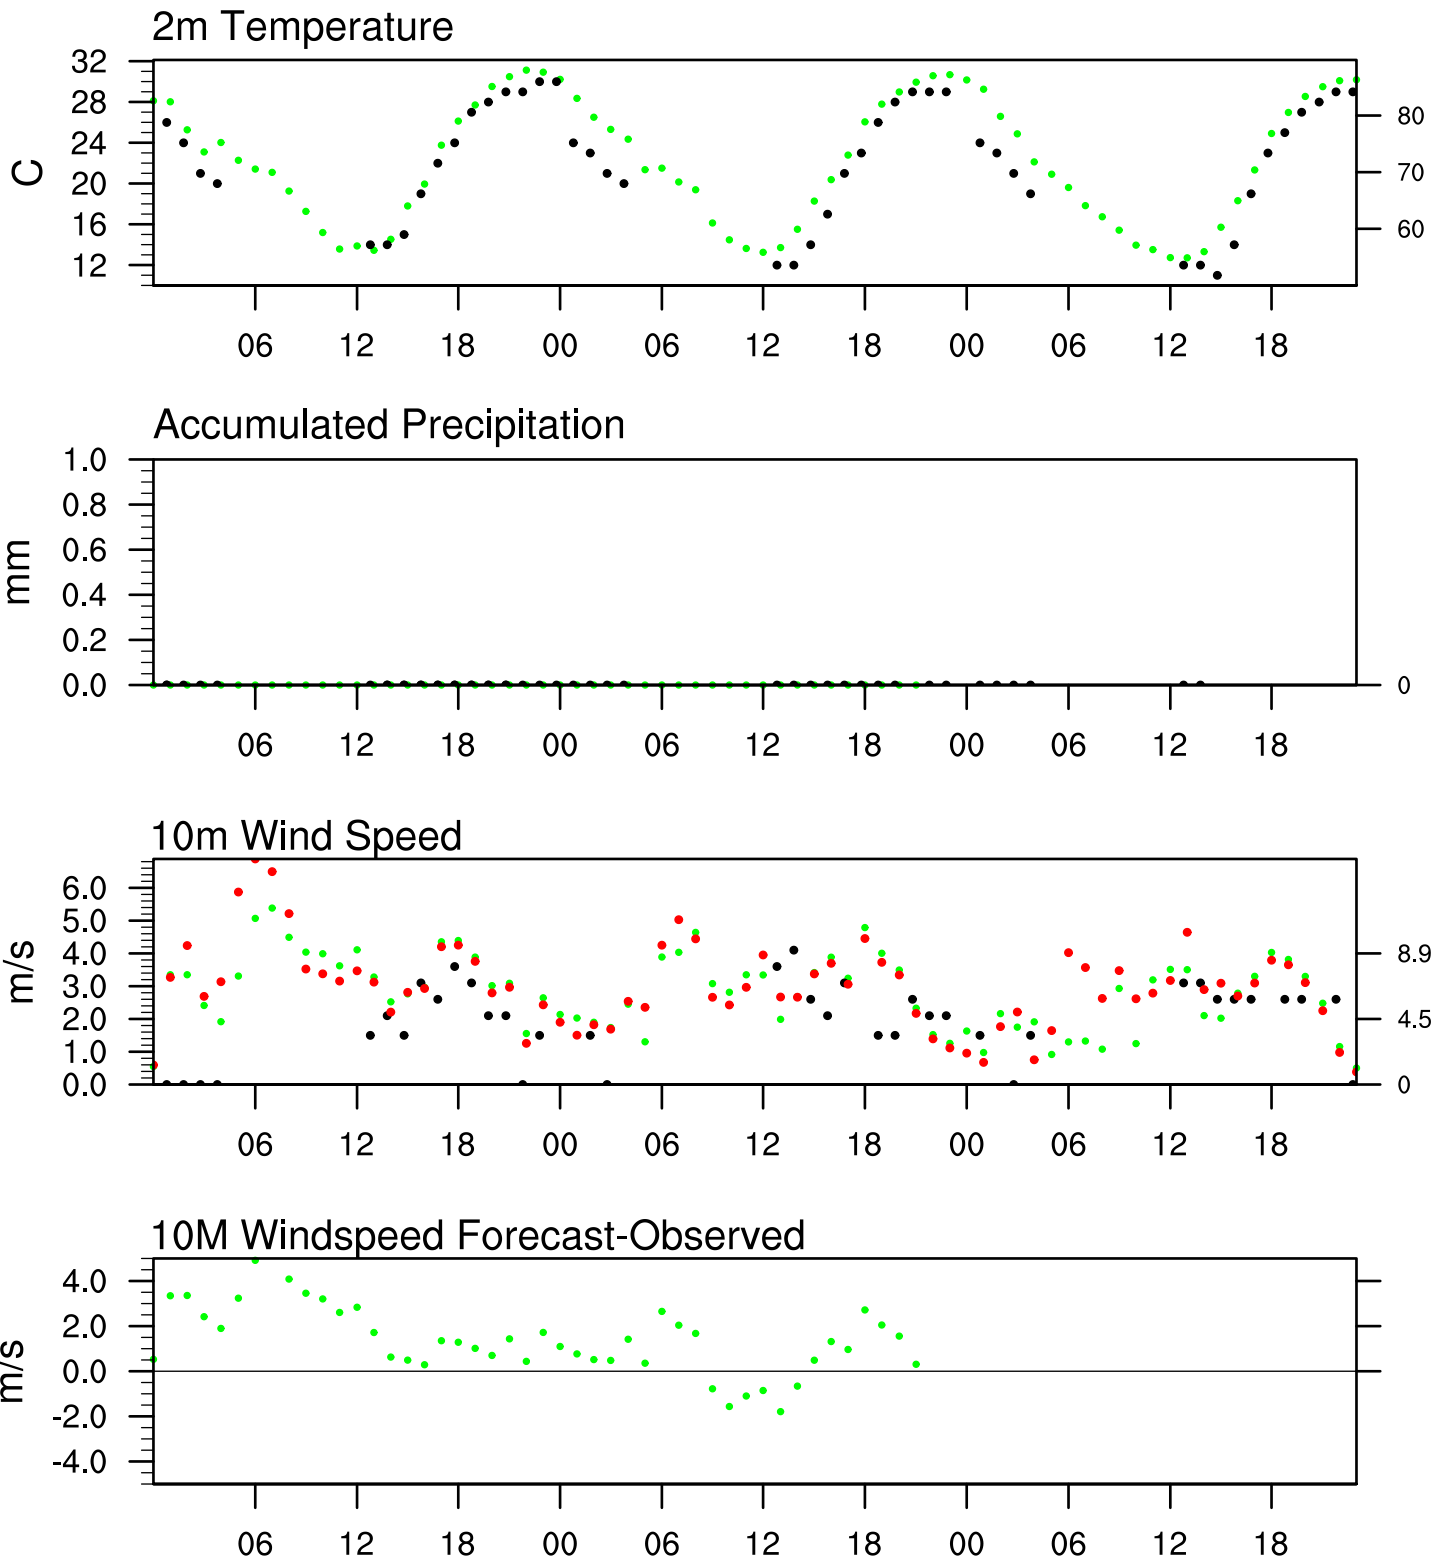 2m Temperature
32
28
24
20
16
12
C
80
70
60
06 12 18 00 06 12 18 00 06 12 18
Accumulated Precipitation
1.0
0.8
0.6
0.4
0.2
0.0
mm
0
06 12 18 00 06 12 18 00 06 12 18
10m Wind Speed
6.0
5.0
4.0
3.0
2.0
1.0
0.0
m/s
8.9
4.5
0
06 12 18 00 06 12 18 00 06 12 18
10M Windspeed Forecast-Observed
4.0
2.0
0.0
-2.0
-4.0
m/s
06 12 18 00 06 12 18 00 06 12 18